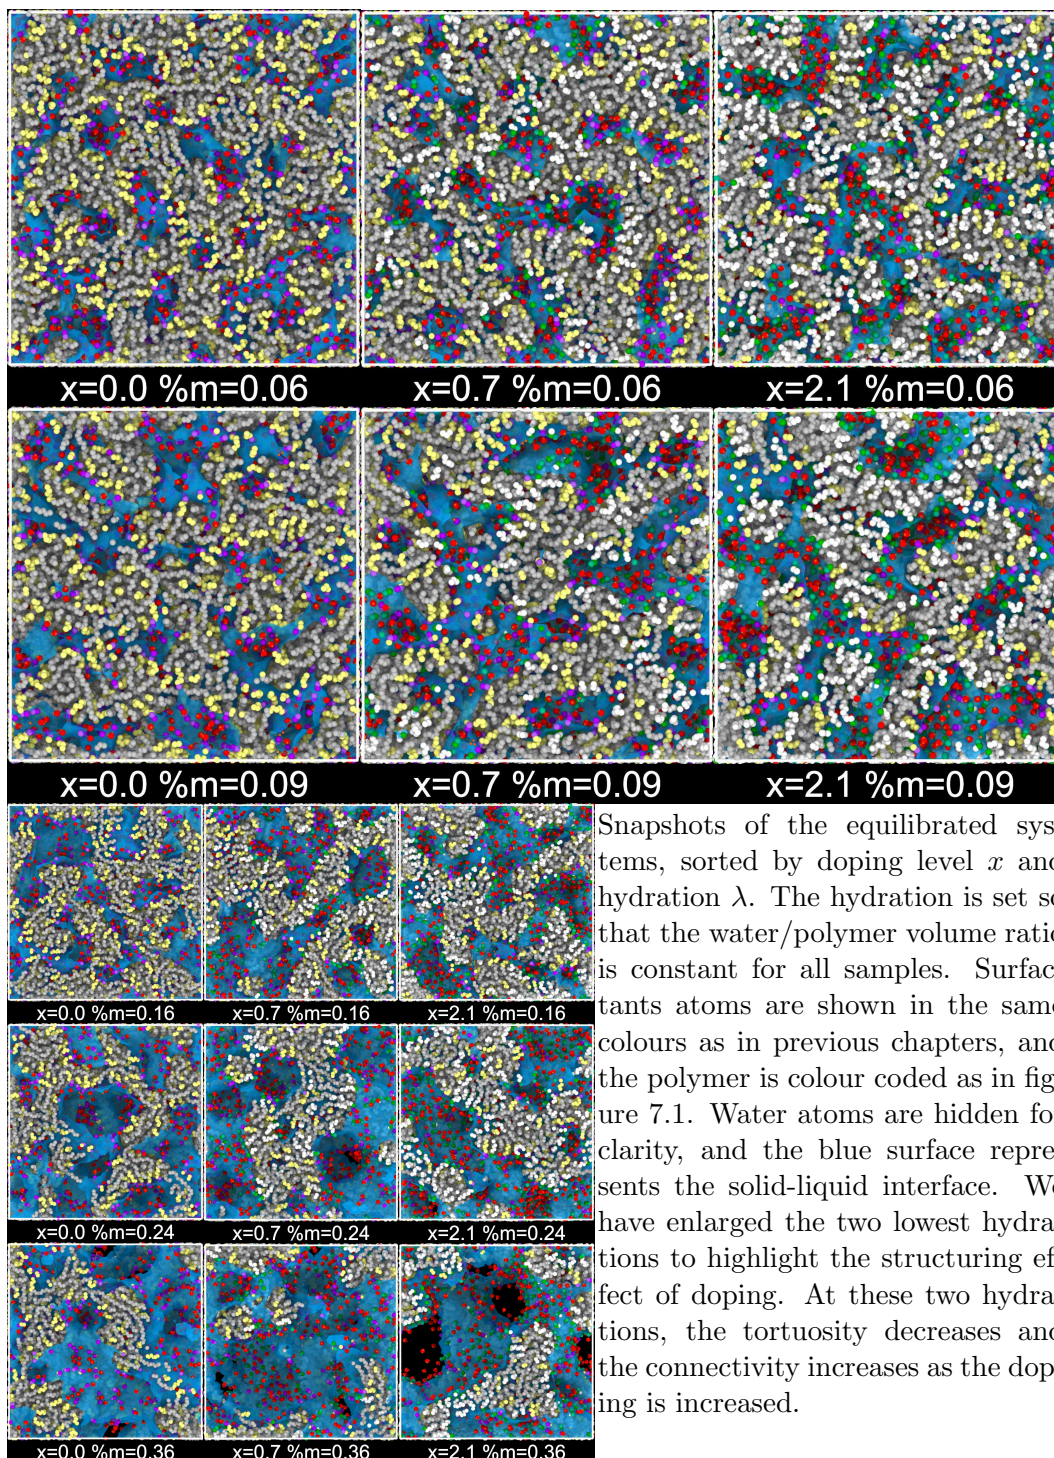 x=0.0 %m=0.06
x=0.7 %m=0.06
x=2.1 %m=0.06
x=0.0 %m=0.09
x=0.7 %m=0.09
x=2.1 %m=0.09
x=0.0 %m=0.16
x=0.7 %m=0.16
x=2.1 %m=0.16
x=0.0 %m=0.24
x=0.7 %m=0.24
x=2.1 %m=0.24
x=0.0 %m=0.36
x=0.7 %m=0.36
x=2.1 %m=0.36
Snapshots of the equilibrated sys
tems, sorted by doping level x and
hydration λ. The hydration is set so
that the water/polymer volume ratio
is constant for all samples. Surfac
tants atoms are shown in the same
colours as in previous chapters, and
the polymer is colour coded as in fig
ure 7.1. Water atoms are hidden for
clarity, and the blue surface repre
sents the solid-liquid interface. We
have enlarged the two lowest hydra
tions to highlight the structuring ef
fect of doping. At these two hydra
tions, the tortuosity decreases and
the connectivity increases as the dop
ing is increased.